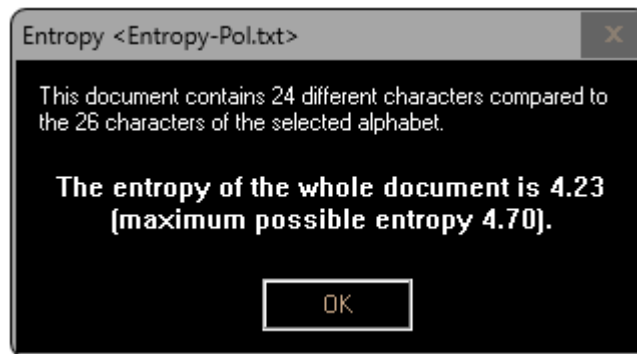 Entropy <Entropy-Pol.txt>
x
This document contains 24 different characters compared to
the 26 characters of the selected alphabet.
The entropy of the whole document is 4.23
(maximum possible entropy 4.70).
OK